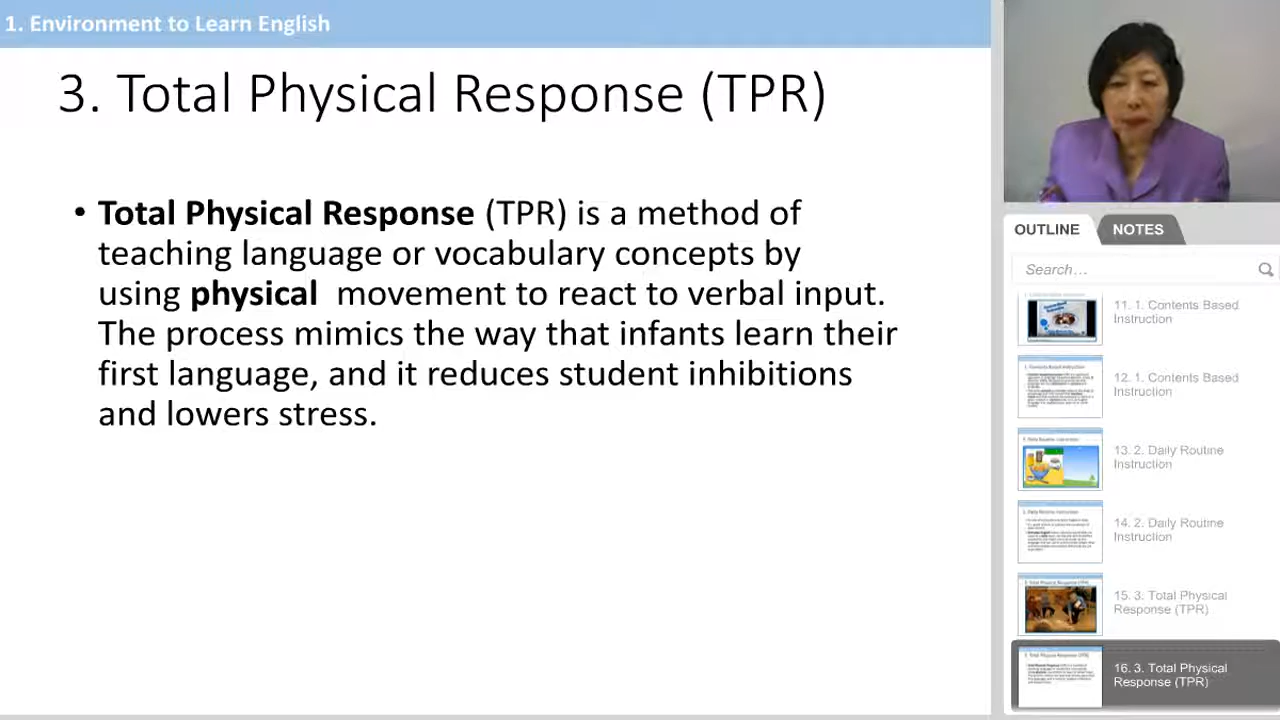 1. Environment to Learn English
3. Total Physical Response (TPR)
• Total Physical Response (TPR) is a method of
teaching language or vocabulary concepts by
using physical movement to react to verbal input.
The process mimics the way that infants learn their
first language, and it reduces student inhibitions
and lowers stress.
OUTLINE
NOTES
Search...
11. 1. Contents Based
Instruction
12. 1. Contents Based
Instruction
13. 2. Daily Routine
Instruction
14. 2. Daily Routine
Instruction
15. 3. Total Physical
Response (TPR)
16. 3. Total Physical
Response (TPR)